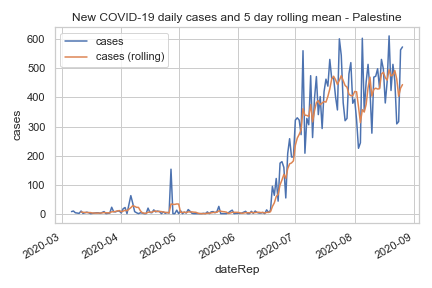 New COVID-19 daily cases and 5 day rolling mean - Palestine
cases
cases (rolling)
600
500
400
300
200
100
0
cases
2020-03
2020-04
2020-05
2020-06
2020-07
2020-08
2020-09
dateRep